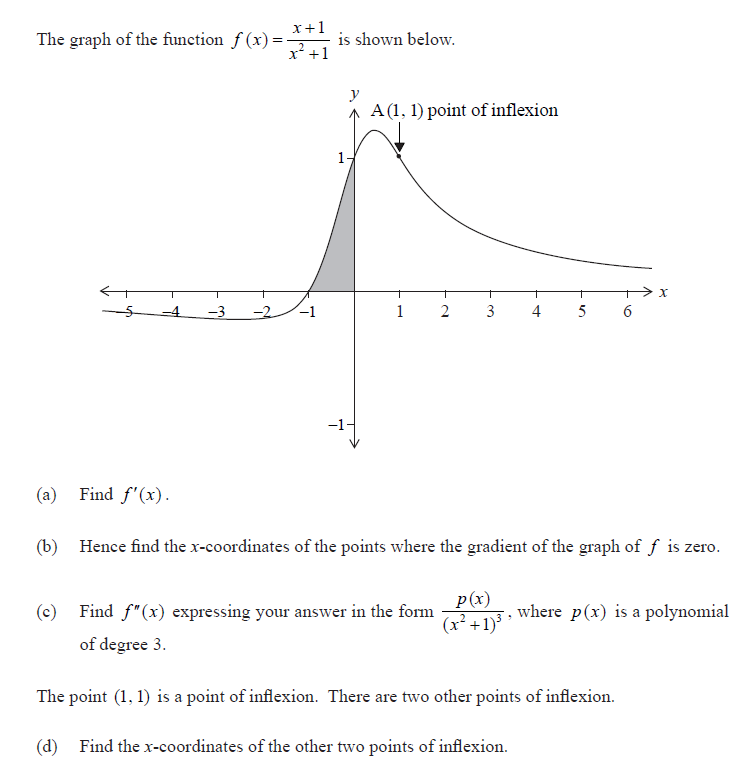 The graph of the function f(x) = (x+1)/(x²+1) is shown below.
y
A(1, 1) point of inflexion
1
x
–5 –4 –3 –2 –1 1 2 3 4 5 6
–1
(a) Find f′(x).
(b) Hence find the x-coordinates of the points where the gradient of the graph of f is zero.
(c) Find f″(x) expressing your answer in the form p(x)/(x²+1)³, where p(x) is a polynomial
of degree 3.
The point (1, 1) is a point of inflexion. There are two other points of inflexion.
(d) Find the x-coordinates of the other two points of inflexion.